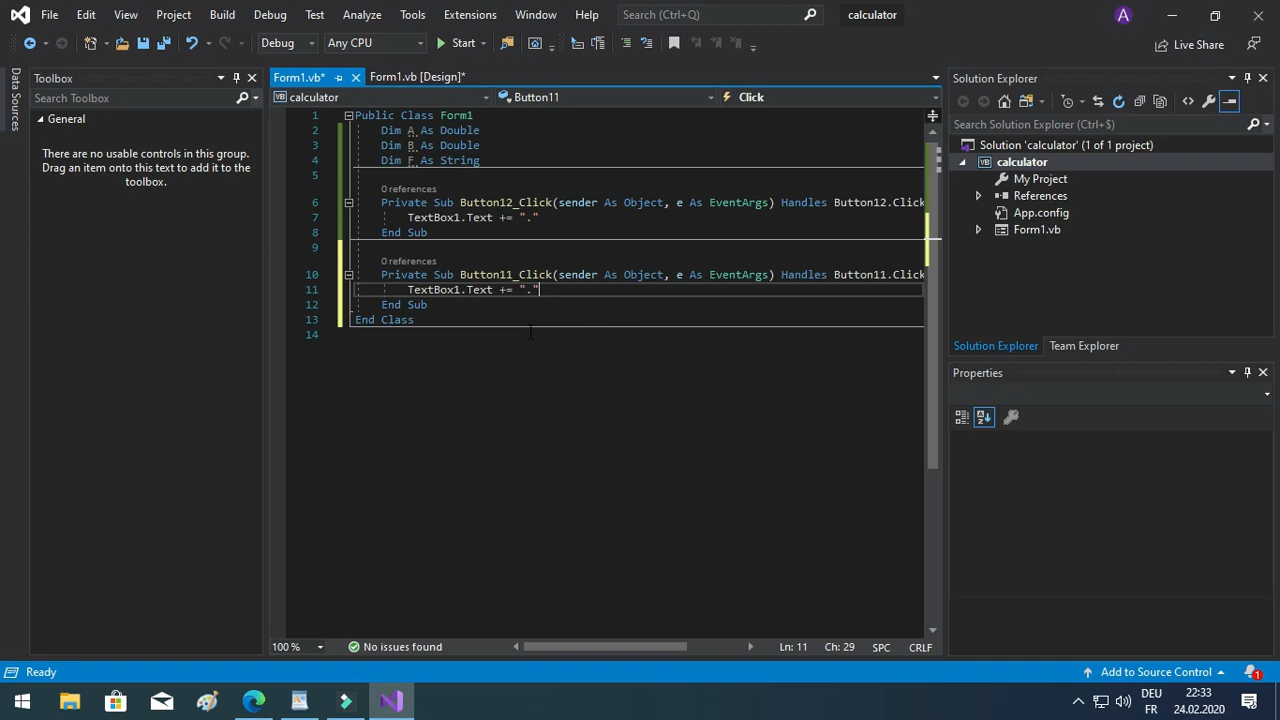 File Edit View Project Build Debug Test Analyze Tools Extensions Window Help Search (Ctrl+Q) calculator A
Debug Any CPU Start Live Share
Data Sources
Toolbox
Search Toolbox
General
There are no usable controls in this group.
Drag an item onto this text to add it to the
toolbox.
Form1.vb* Form1.vb [Design]*
VB calculator Button11 Click
1 Public Class Form1
2 Dim A As Double
3 Dim B As Double
4 Dim F As String
5
0 references
6 Private Sub Button12_Click(sender As Object, e As EventArgs) Handles Button12.Click
7 TextBox1.Text += "."
8 End Sub
9
0 references
10 Private Sub Button11_Click(sender As Object, e As EventArgs) Handles Button11.Click
11 TextBox1.Text += "."
12 End Sub
13 End Class
14
100 % No issues found Ln: 11 Ch: 29 SPC CRLF
Solution Explorer
Search Solution Explorer (Ctrl+$)
Solution 'calculator' (1 of 1 project)
VB calculator
My Project
References
App.config
Form1.vb
Solution Explorer Team Explorer
Properties
Ready Add to Source Control 1
DEU
FR
22:33
24.02.2020